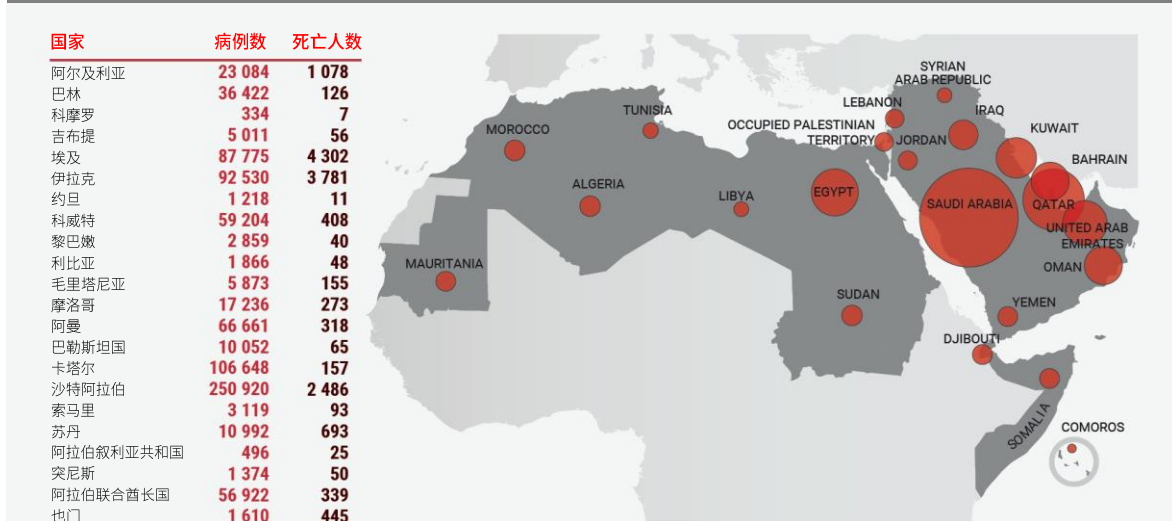 国家 病例数 死亡人数
阿尔及利亚 23 084 1 078
巴林 36 422 126
科摩罗 334 7
吉布提 5 011 56
埃及 87 775 4 302
伊拉克 92 530 3 781
约旦 1 218 11
科威特 59 204 408
黎巴嫩 2 859 40
利比亚 1 866 48
毛里塔尼亚 5 873 155
摩洛哥 17 236 273
阿曼 66 661 318
巴勒斯坦国 10 052 65
卡塔尔 106 648 157
沙特阿拉伯 250 920 2 486
索马里 3 119 93
苏丹 10 992 693
阿拉伯叙利亚共和国 496 25
突尼斯 1 374 50
阿拉伯联合酋长国 56 922 339
也门 1 610 445
SYRIAN
ARAB REPUBLIC
LEBANON
IRAQ
TUNISIA
OCCUPIED PALESTINIAN
TERRITORY
MOROCCO
JORDAN
KUWAIT
BAHRAIN
ALGERIA
LIBYA
EGYPT
SAUDI ARABIA
QATAR
UNITED ARAB
EMIRATES
MAURITANIA
OMAN
SUDAN
YEMEN
DJIBOUTI
SOMALIA
COMOROS